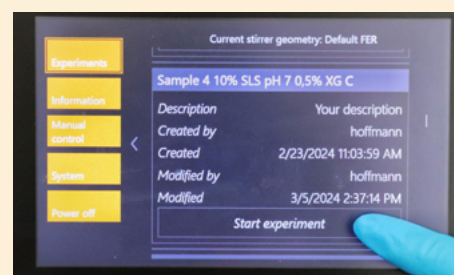 Current stirrer geometry: Default FER
Experiments
Information
Manual
control
System
Power off
Sample 4 10% SLS pH 7 0,5% XG C
Description Your description
Created by hoffmann
Created 2/23/2024 11:03:59 AM
Modified by hoffmann
Modified 3/5/2024 2:37:14 PM
Start experiment